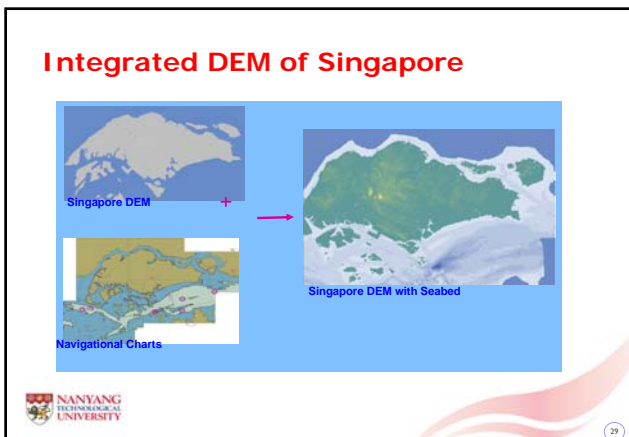 Integrated DEM of Singapore
Singapore DEM
+
Navigational Charts
Singapore DEM with Seabed
NANYANG
TECHNOLOGICAL
UNIVERSITY
29